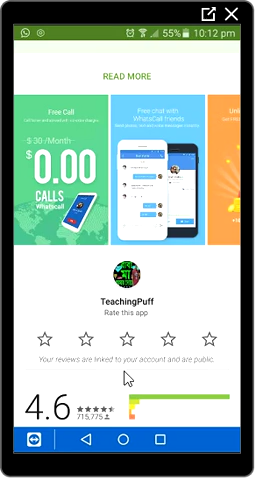 55% 10:12 pm
READ MORE
Free Call
$ 30 /Month
$0.00
CALLS
WhatsCall
Free chat with
WhatsCall friends
TeachingPuff
Rate this app
Your reviews are linked to your account and are public.
4.6
715,775